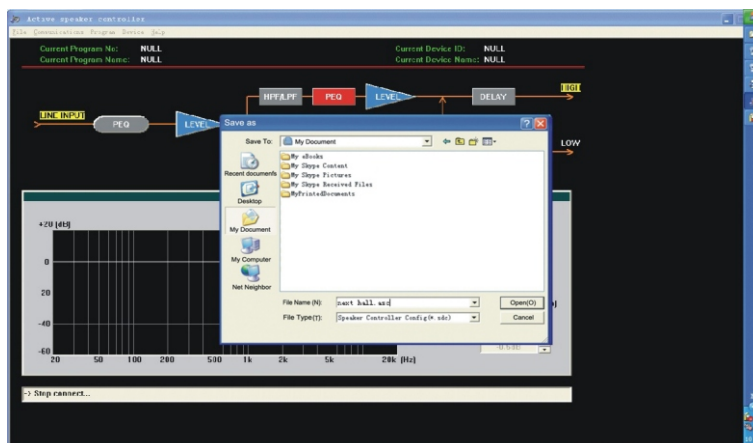 Active speaker controller
File Communications Program Device Help
Current Program No: NULL
Current Program Name: NULL
Current Device ID: NULL
Current Device Name: NULL
LINE INPUT
PEQ
LEVEL
HPF/LPF
PEQ
LEVEL
DELAY
LOW
Save as
Save To:
My Document
Recent documents
Desktop
My Document
My Computer
Net Neighbor
My eBooks
My Skype Content
My Skype Pictures
My Skype Received Files
MyPrintedDocuments
File Name (N):
next hall.
Open(O)
File Type(T):
Speaker Controller Config(*.sdz)
Cancel
+20 [dB]
0
20
-40
-60
20 50 100 200 500 1k 2k 5k 20k [Hz]
-> Stop connect...